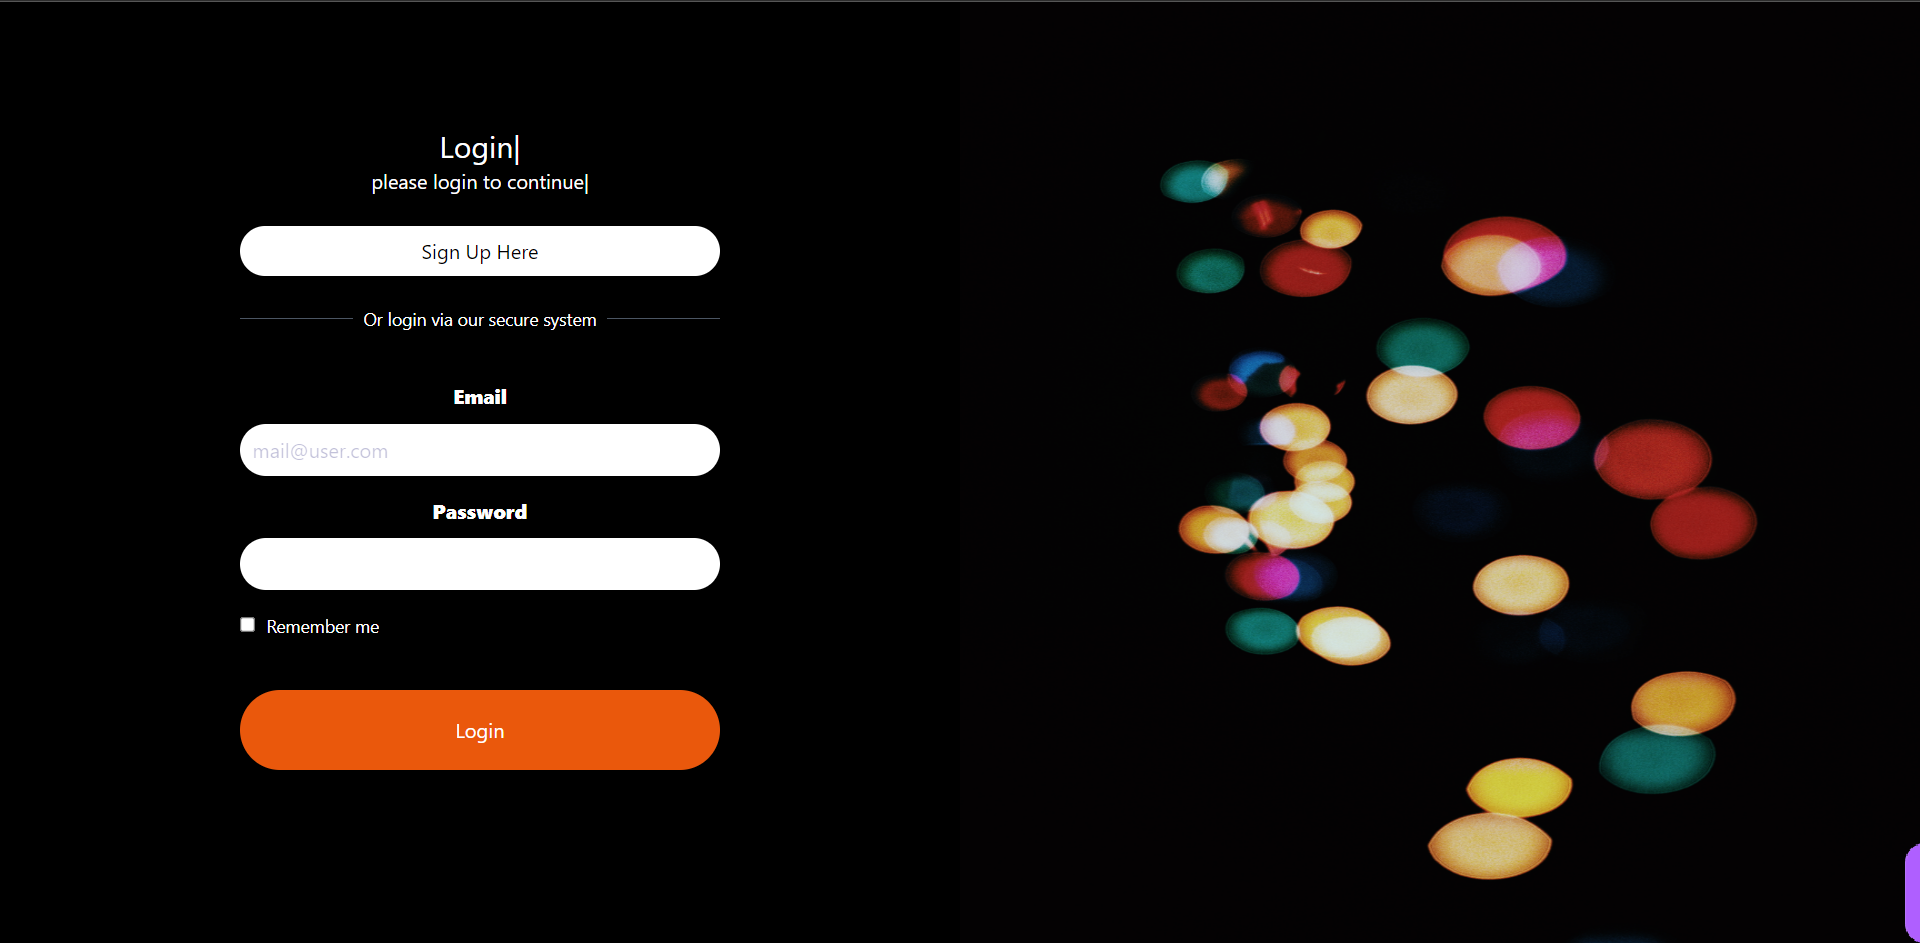 Login|
please login to continue|
Sign Up Here
Or login via our secure system
Email
mail@user.com
Password
Remember me
Login